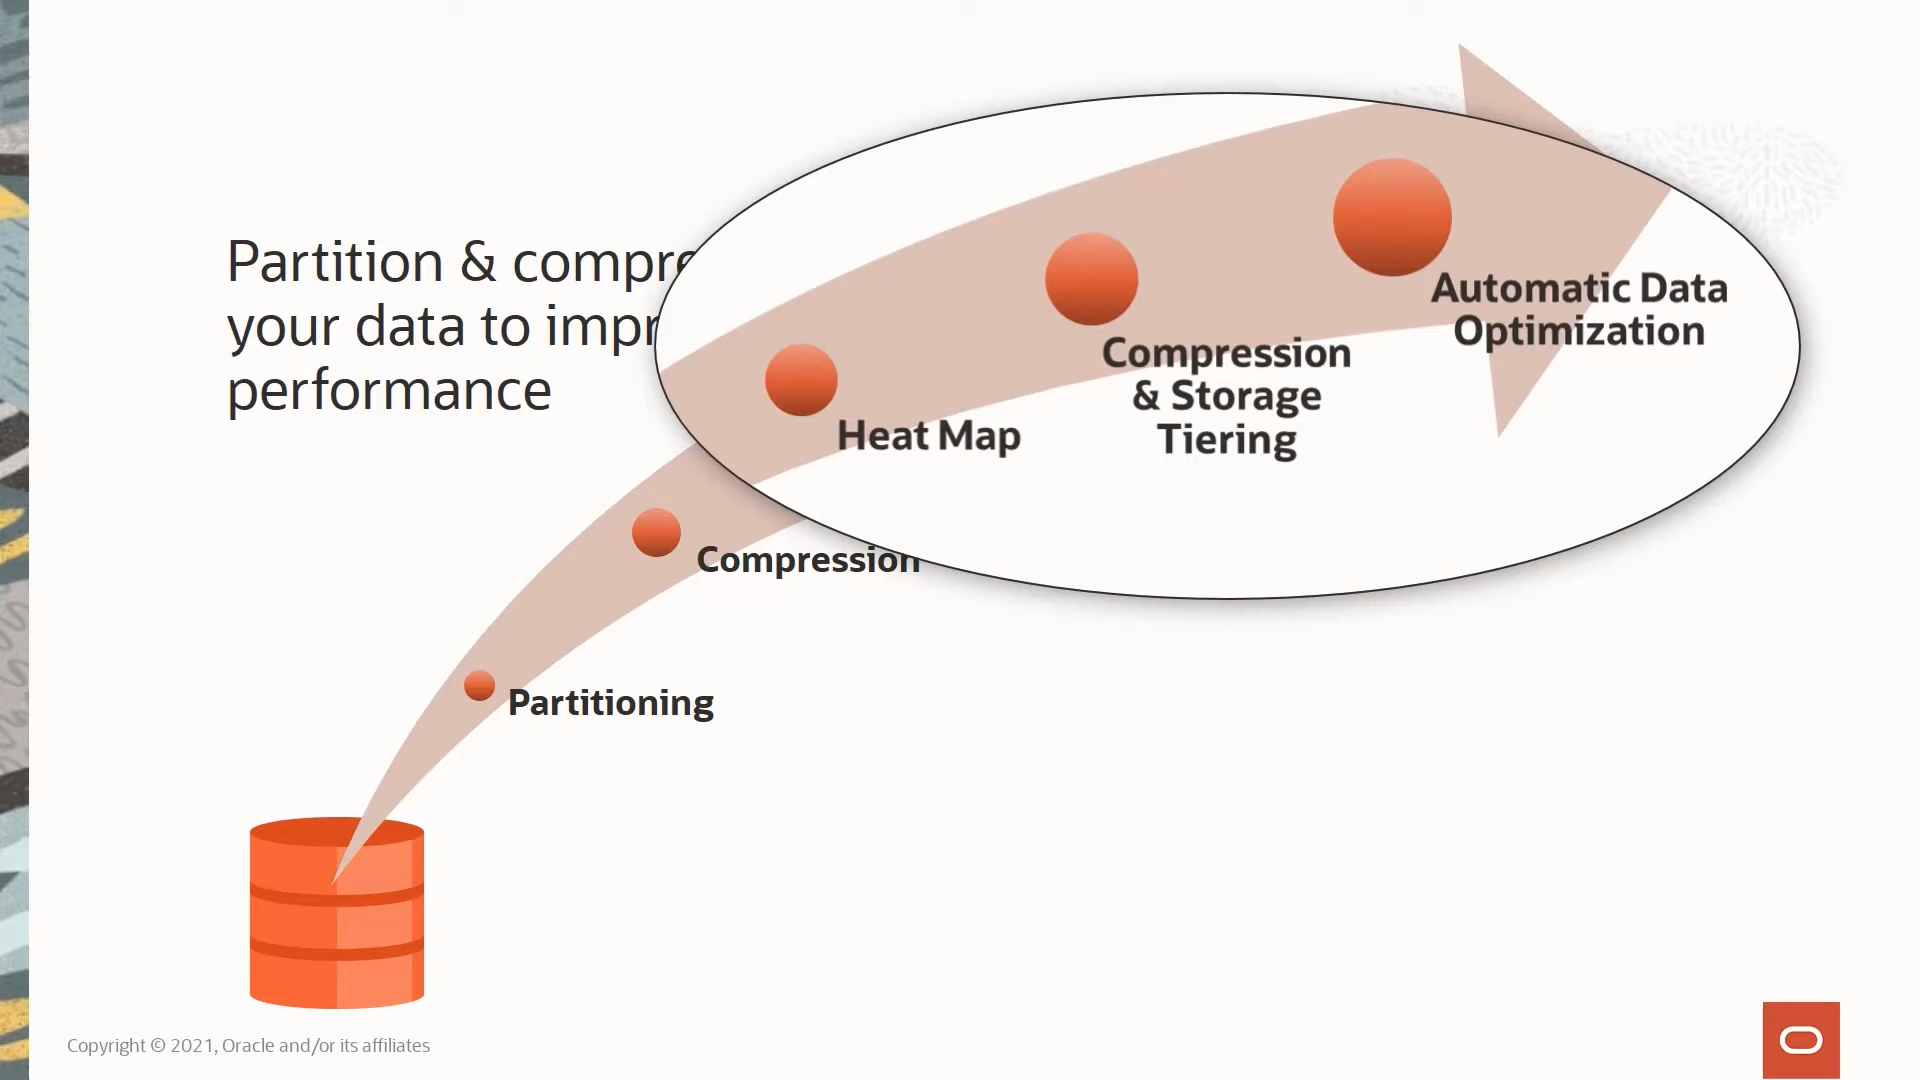 Partition & compre
your data to impr
performance
Automatic Data
Optimization
Compression
& Storage
Tiering
Heat Map
Compression
Partitioning
Copyright © 2021, Oracle and/or its affiliates